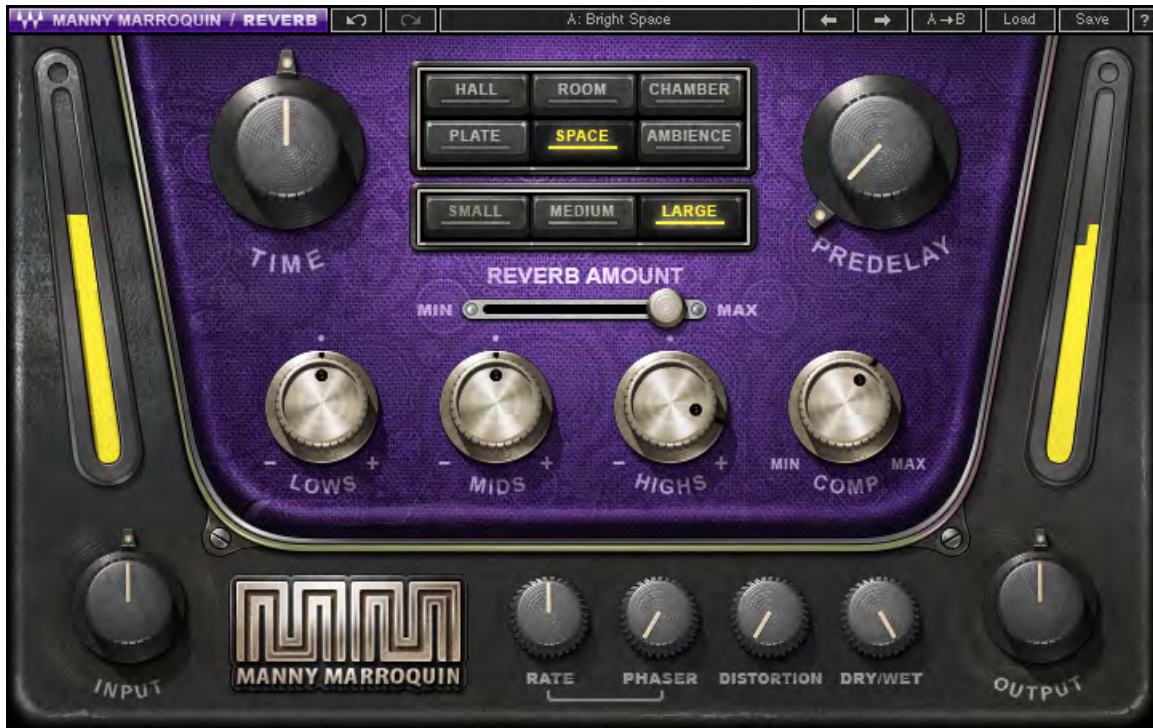 MANNY MARROQUIN / REVERB
A: Bright Space
A→B
Load
Save
?
HALL
ROOM
CHAMBER
PLATE
SPACE
AMBIENCE
SMALL
MEDIUM
LARGE
TIME
PREDELAY
REVERB AMOUNT
MIN
MAX
- +
LOWS
- +
MIDS
- +
HIGHS
MIN MAX
COMP
INPUT
MANNY MARROQUIN
RATE
PHASER
DISTORTION
DRY/WET
OUTPUT